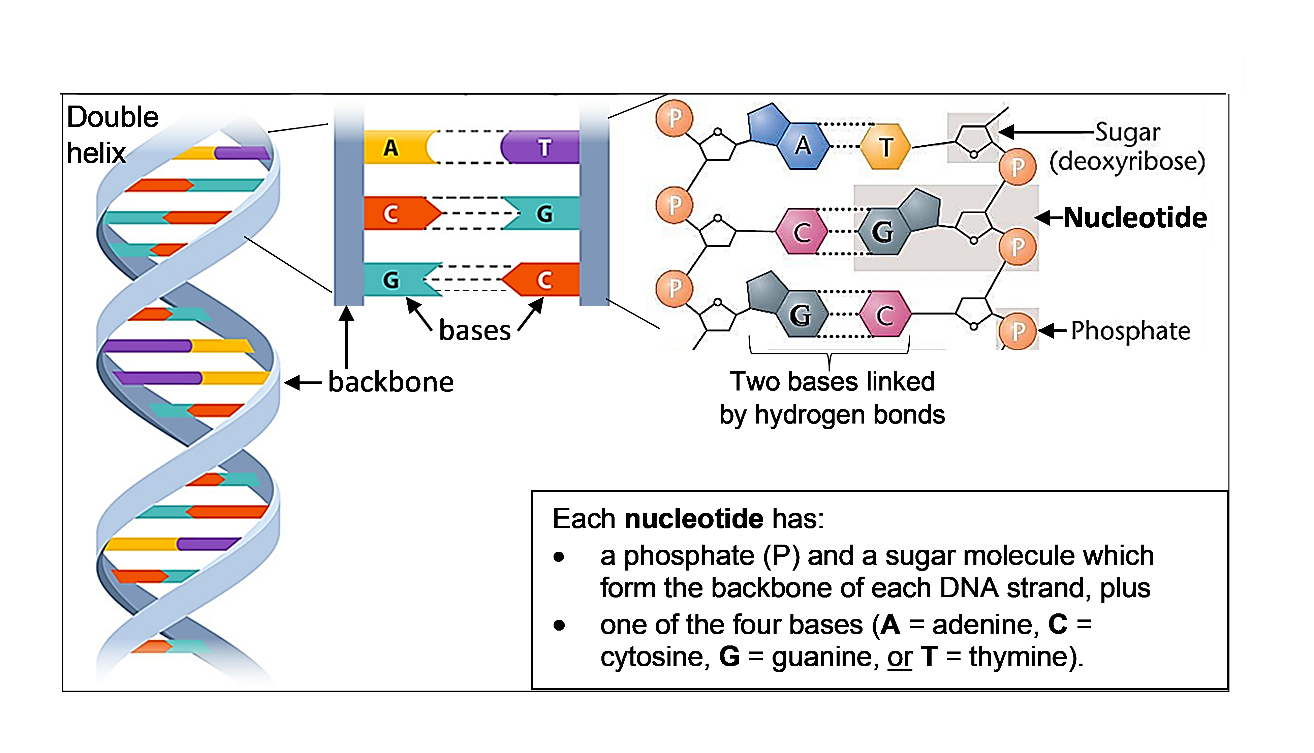 Double
helix
A
T
C
G
G
C
bases
backbone
P
A
T
P
Sugar
(deoxyribose)
P
C
G
P
Nucleotide
P
G
C
P
Phosphate
Two bases linked
by hydrogen bonds
Each nucleotide has:
• a phosphate (P) and a sugar molecule which
form the backbone of each DNA strand, plus
• one of the four bases (A = adenine, C =
cytosine, G = guanine, or T = thymine).